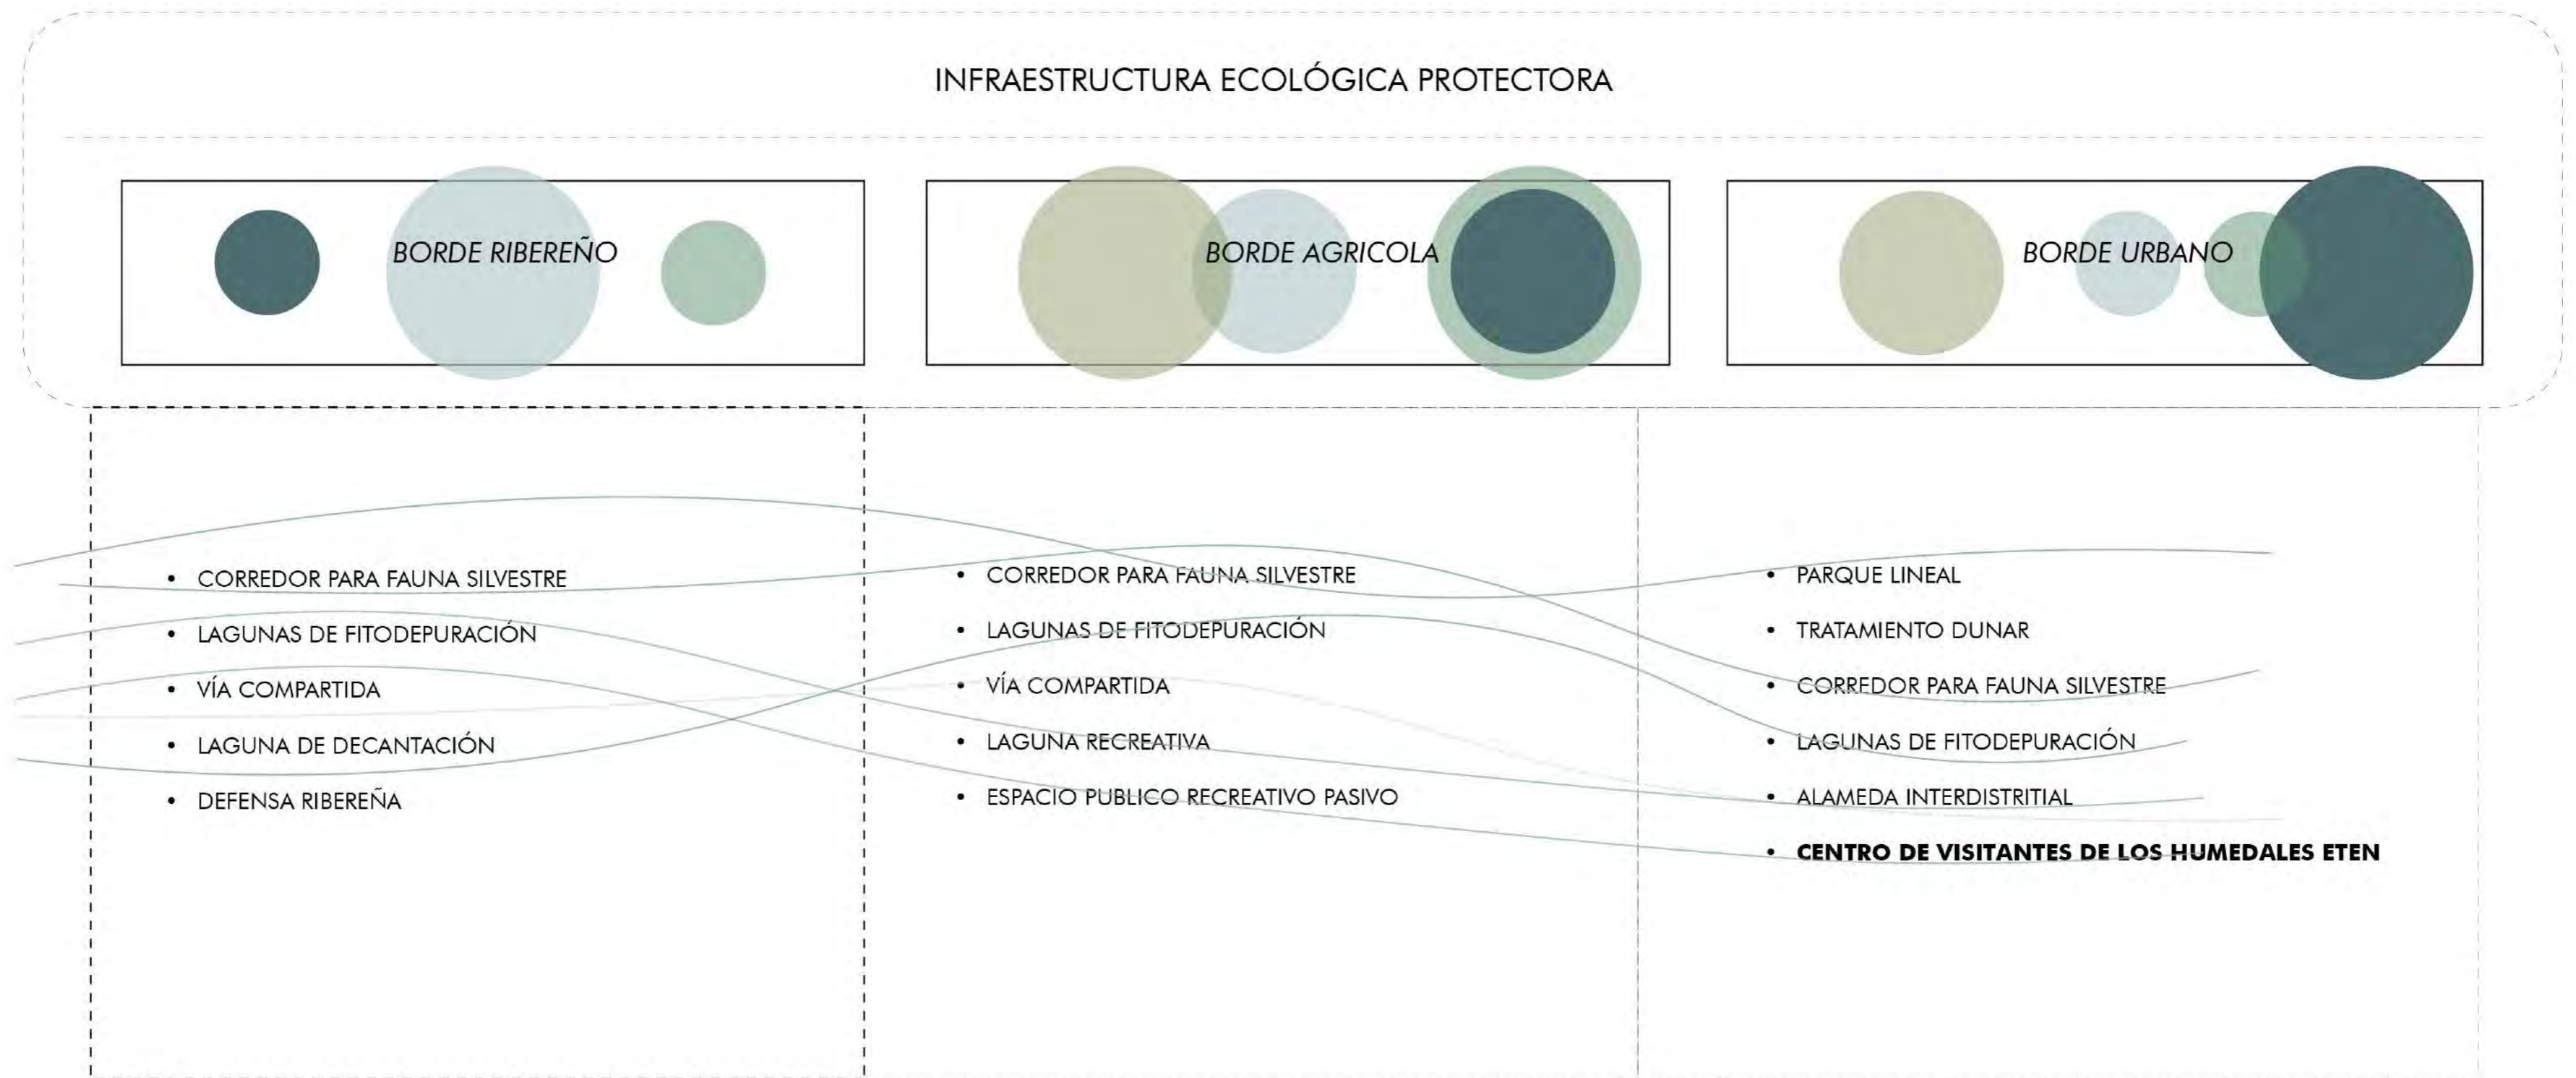 INFRAESTRUCTURA ECOLÓGICA PROTECTORA
BORDE RIBEREÑO
BORDE AGRICOLA
BORDE URBANO
• CORREDOR PARA FAUNA SILVESTRE
• LAGUNAS DE FITODEPURACIÓN
• VÍA COMPARTIDA
• LAGUNA DE DECANTACIÓN
• DEFENSA RIBEREÑA
• CORREDOR PARA FAUNA SILVESTRE
• LAGUNAS DE FITODEPURACIÓN
• VÍA COMPARTIDA
• LAGUNA RECREATIVA
• ESPACIO PUBLICO RECREATIVO PASIVO
• PARQUE LINEAL
• TRATAMIENTO DUNAR
• CORREDOR PARA FAUNA SILVESTRE
• LAGUNAS DE FITODEPURACIÓN
• ALAMEDA INTERDISTRITIAL
• CENTRO DE VISITANTES DE LOS HUMEDALES ETEN